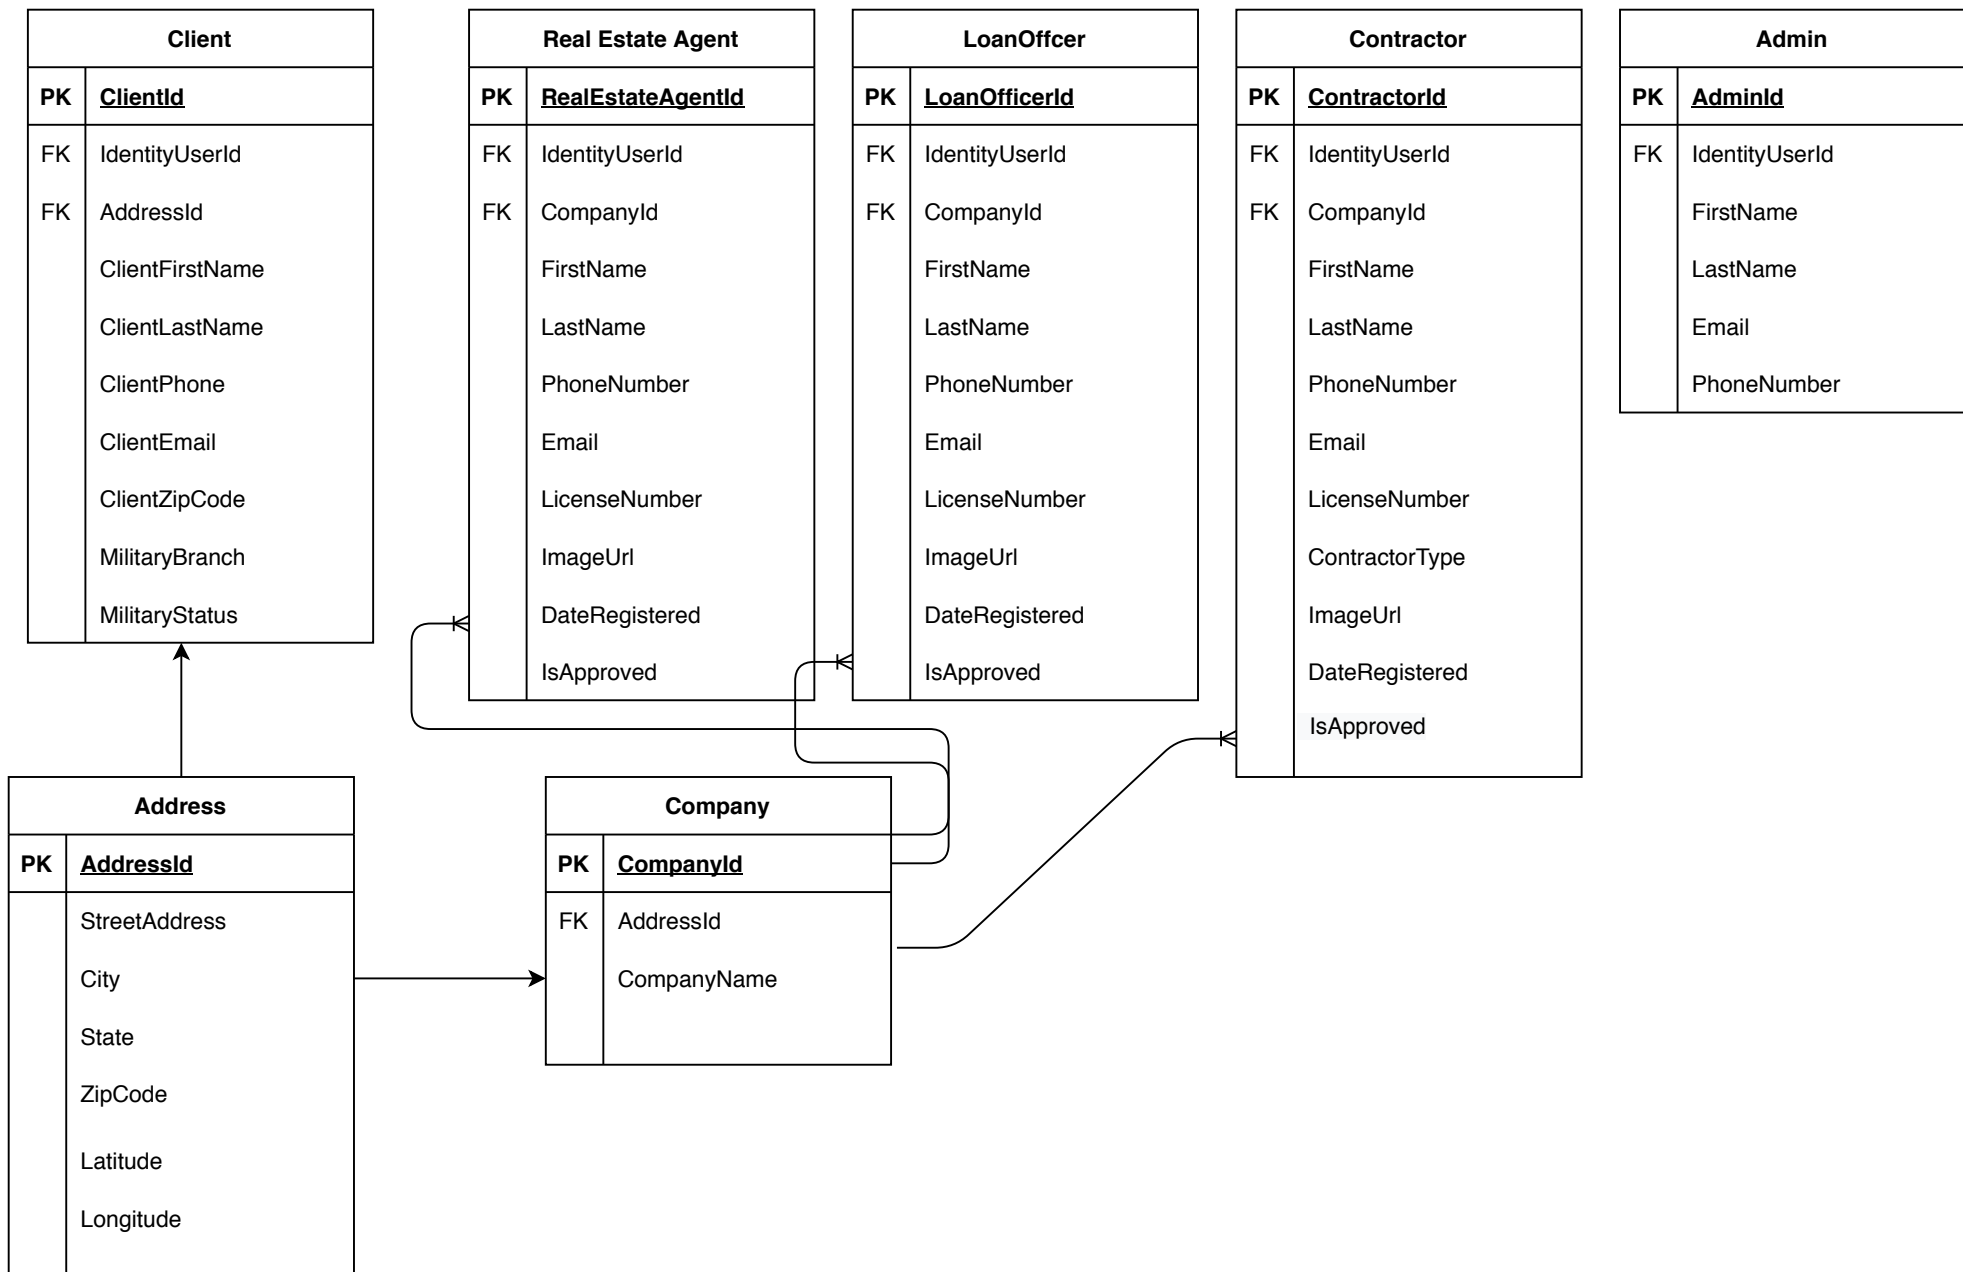 Client
PK ClientId
FK IdentityUserId
FK AddressId
ClientFirstName
ClientLastName
ClientPhone
ClientEmail
ClientZipCode
MilitaryBranch
MilitaryStatus
Real Estate Agent
PK RealEstateAgentId
FK IdentityUserId
FK CompanyId
FirstName
LastName
PhoneNumber
Email
LicenseNumber
ImageUrl
DateRegistered
IsApproved
LoanOffcer
PK LoanOfficerId
FK IdentityUserId
FK CompanyId
FirstName
LastName
PhoneNumber
Email
LicenseNumber
ImageUrl
DateRegistered
IsApproved
Contractor
PK ContractorId
FK IdentityUserId
FK CompanyId
FirstName
LastName
PhoneNumber
Email
LicenseNumber
ContractorType
ImageUrl
DateRegistered
IsApproved
Admin
PK AdminId
FK IdentityUserId
FirstName
LastName
Email
PhoneNumber
Address
PK AddressId
StreetAddress
City
State
ZipCode
Latitude
Longitude
Company
PK CompanyId
FK AddressId
CompanyName